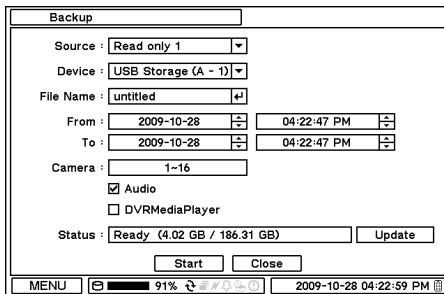 Backup
Source : Read only 1
Device : USB Storage (A - 1)
File Name : untitled
From : 2009-10-28 04:22:47 PM
To : 2009-10-28 04:22:47 PM
Camera : 1~16
Audio
DVRMediaPlayer
Status : Ready (4.02 GB / 186.31 GB) Update
Start Close
MENU 91% 2009-10-28 04:22:59 PM